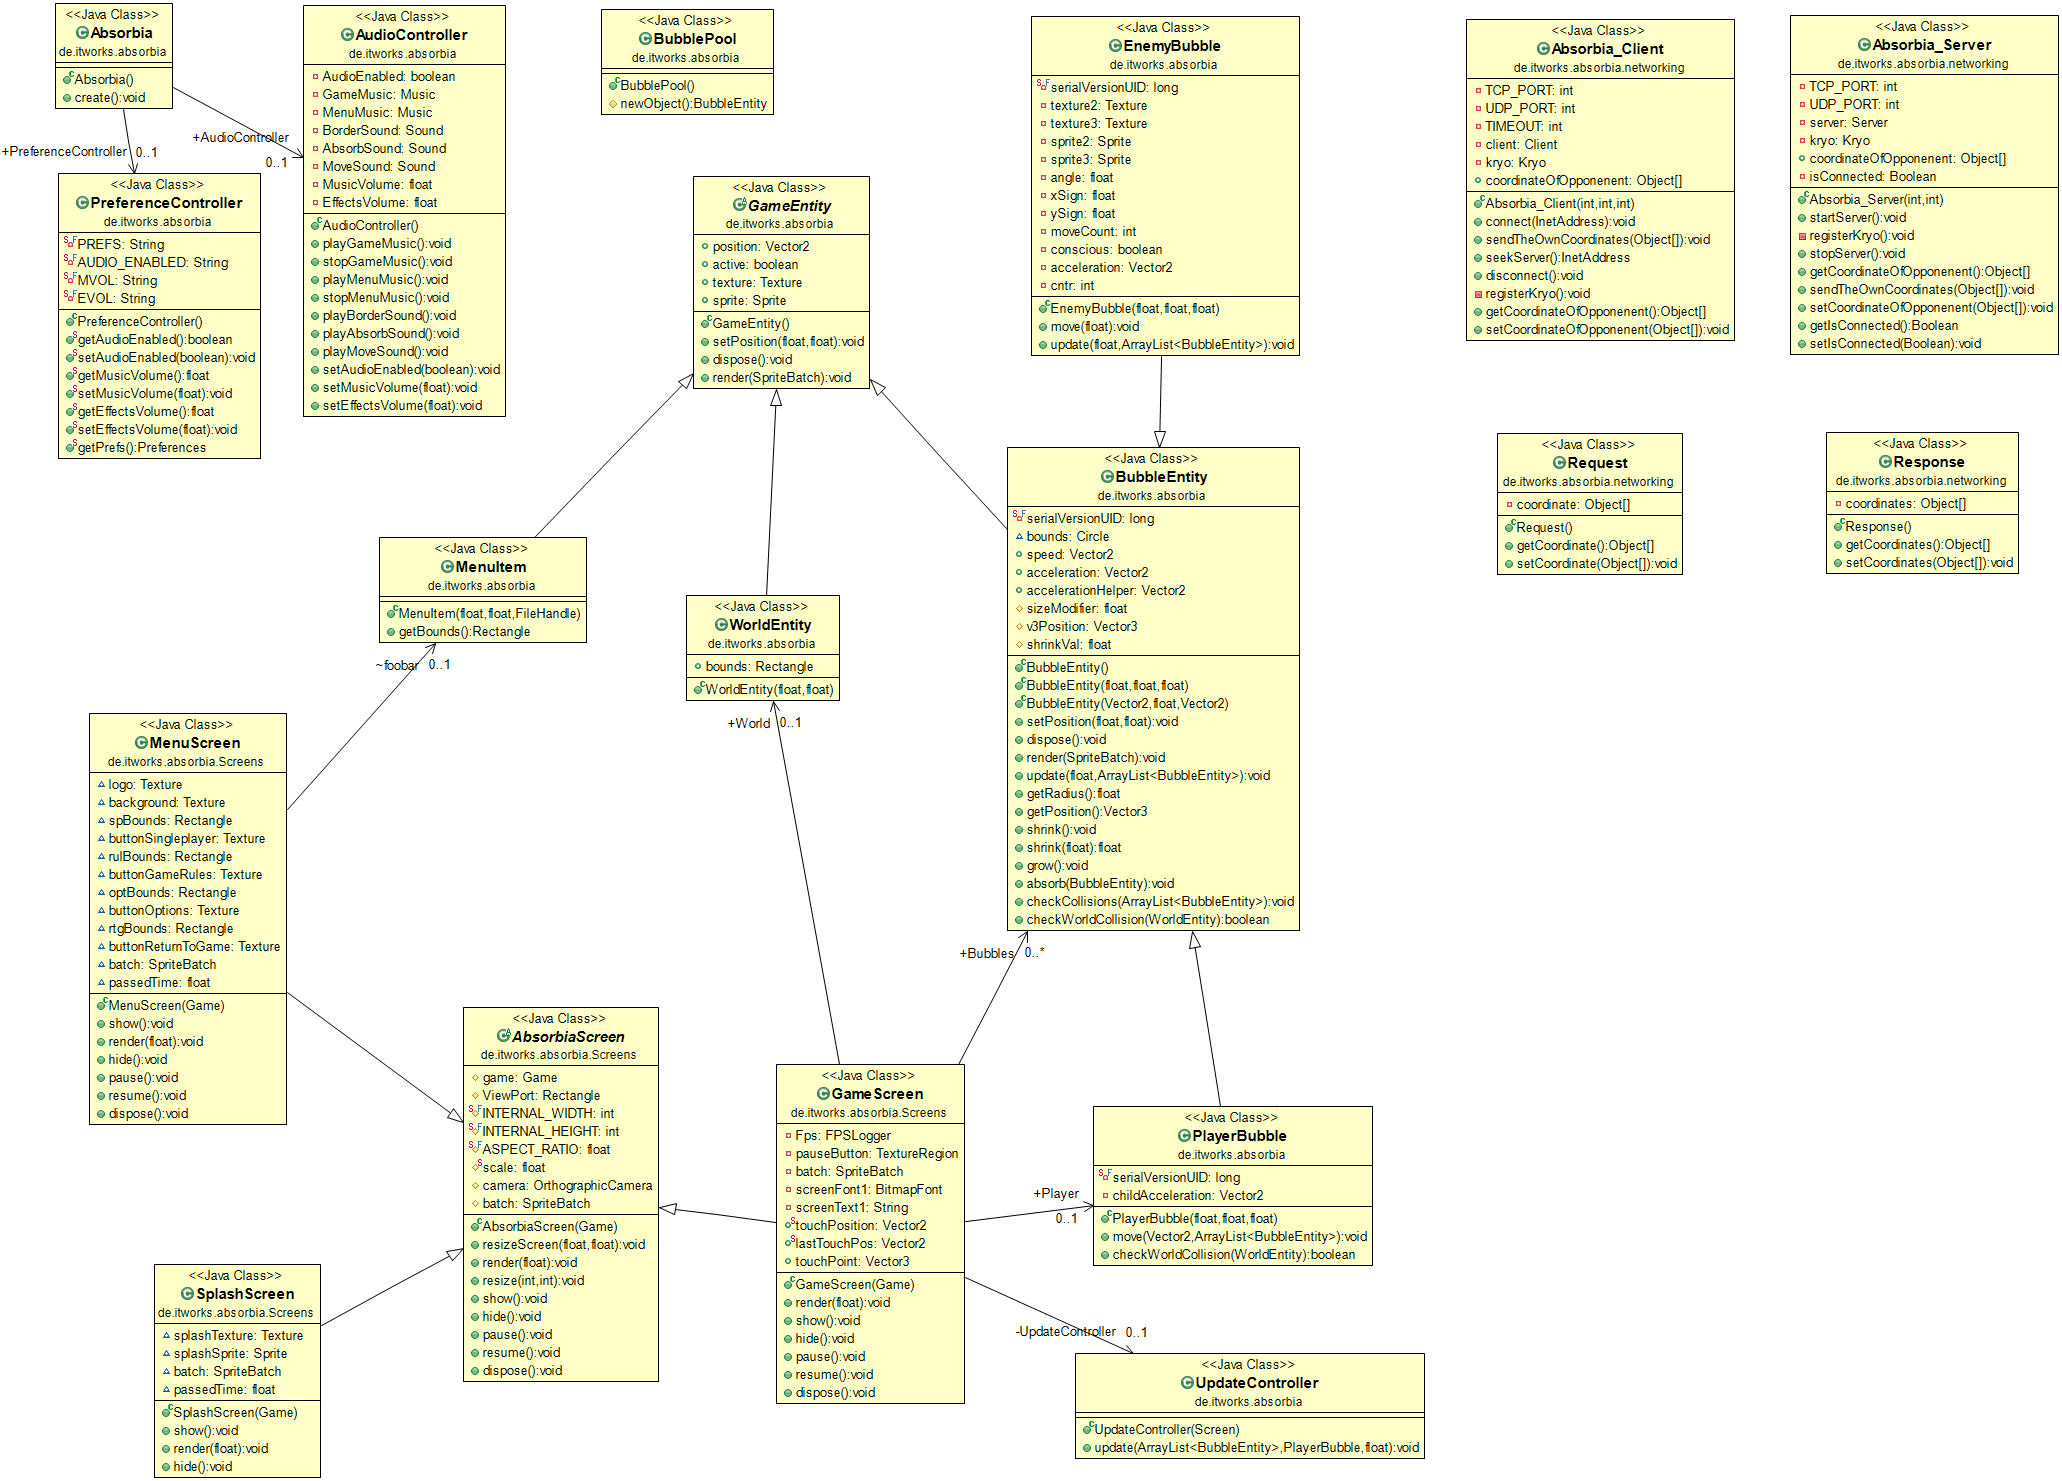 <<Java Class>>
Absorbia
de.itworks.absorbia
Absorbia()
create():void
+PreferenceController
0..1
+AudioController
0..1
<<Java Class>>
AudioController
de.itworks.absorbia
AudioEnabled: boolean
GameMusic: Music
MenuMusic: Music
BorderSound: Sound
AbsorbSound: Sound
MoveSound: Sound
MusicVolume: float
EffectsVolume: float
AudioController()
playGameMusic():void
stopGameMusic():void
playMenuMusic():void
stopMenuMusic():void
playBorderSound():void
playAbsorbSound():void
playMoveSound():void
setAudioEnabled(boolean):void
setMusicVolume(float):void
setEffectsVolume(float):void
<<Java Class>>
PreferenceController
de.itworks.absorbia
PREFS: String
AUDIO_ENABLED: String
MVOL: String
EVOL: String
PreferenceController()
getAudioEnabled():boolean
setAudioEnabled(boolean):void
getMusicVolume():float
setMusicVolume(float):void
getEffectsVolume():float
setEffectsVolume(float):void
getPrefs():Preferences
<<Java Class>>
BubblePool
de.itworks.absorbia
BubblePool()
newObject():BubbleEntity
<<Java Class>>
GameEntity
de.itworks.absorbia
position: Vector2
active: boolean
texture: Texture
sprite: Sprite
GameEntity()
setPosition(float,float):void
dispose():void
render(SpriteBatch):void
<<Java Class>>
EnemyBubble
de.itworks.absorbia
serialVersionUID: long
texture2: Texture
texture3: Texture
sprite2: Sprite
sprite3: Sprite
angle: float
xSign: float
ySign: float
moveCount: int
conscious: boolean
acceleration: Vector2
cntr: int
EnemyBubble(float,float,float)
move(float):void
update(float,ArrayList<BubbleEntity>):void
<<Java Class>>
Absorbia_Client
de.itworks.absorbia.networking
TCP_PORT: int
UDP_PORT: int
TIMEOUT: int
client: Client
kryo: Kryo
coordinateOfOpponenent: Object[]
Absorbia_Client(int,int,int)
connect(InetAddress):void
sendTheOwnCoordinates(Object[]):void
seekServer():InetAddress
disconnect():void
registerKryo():void
getCoordinateOfOpponenent():Object[]
setCoordinateOfOpponenent(Object[]):void
<<Java Class>>
Absorbia_Server
de.itworks.absorbia.networking
TCP_PORT: int
UDP_PORT: int
server: Server
kryo: Kryo
coordinateOfOpponenent: Object[]
isConnected: Boolean
Absorbia_Server(int,int)
startServer():void
registerKryo():void
stopServer():void
getCoordinateOfOpponenent():Object[]
sendTheOwnCoordinates(Object[]):void
setCoordinateOfOpponenent(Object[]):void
getIsConnected():Boolean
setIsConnected(Boolean):void
<<Java Class>>
Request
de.itworks.absorbia.networking
coordinate: Object[]
Request()
getCoordinate():Object[]
setCoordinate(Object[]):void
<<Java Class>>
Response
de.itworks.absorbia.networking
coordinates: Object[]
Response()
getCoordinates():Object[]
setCoordinates(Object[]):void
<<Java Class>>
BubbleEntity
de.itworks.absorbia
serialVersionUID: long
bounds: Circle
speed: Vector2
acceleration: Vector2
accelerationHelper: Vector2
sizeModifier: float
v3Position: Vector3
shrinkVal: float
BubbleEntity()
BubbleEntity(float,float,float)
BubbleEntity(Vector2,float,Vector2)
setPosition(float,float):void
dispose():void
render(SpriteBatch):void
update(float,ArrayList<BubbleEntity>):void
getRadius():float
getPosition():Vector3
shrink():void
shrink(float):float
grow():void
absorb(BubbleEntity):void
checkCollisions(ArrayList<BubbleEntity>):void
checkWorldCollision(WorldEntity):boolean
<<Java Class>>
MenuItem
de.itworks.absorbia
MenuItem(float,float,FileHandle)
getBounds():Rectangle
~foobar
0..1
<<Java Class>>
WorldEntity
de.itworks.absorbia
bounds: Rectangle
WorldEntity(float,float)
+World
0..1
<<Java Class>>
MenuScreen
de.itworks.absorbia.Screens
logo: Texture
background: Texture
spBounds: Rectangle
buttonSingleplayer: Texture
rulBounds: Rectangle
buttonGameRules: Texture
optBounds: Rectangle
buttonOptions: Texture
rtgBounds: Rectangle
buttonReturnToGame: Texture
batch: SpriteBatch
passedTime: float
MenuScreen(Game)
show():void
render(float):void
hide():void
pause():void
resume():void
dispose():void
+Bubbles
0..*
<<Java Class>>
AbsorbiaScreen
de.itworks.absorbia.Screens
game: Game
ViewPort: Rectangle
INTERNAL_WIDTH: int
INTERNAL_HEIGHT: int
ASPECT_RATIO: float
scale: float
camera: OrthographicCamera
batch: SpriteBatch
AbsorbiaScreen(Game)
resizeScreen(float,float):void
render(float):void
resize(int,int):void
show():void
hide():void
pause():void
resume():void
dispose():void
<<Java Class>>
GameScreen
de.itworks.absorbia.Screens
Fps: FPSLogger
pauseButton: TextureRegion
batch: SpriteBatch
screenFont1: BitmapFont
screenText1: String
touchPosition: Vector2
lastTouchPos: Vector2
touchPoint: Vector3
GameScreen(Game)
render(float):void
show():void
hide():void
pause():void
resume():void
dispose():void
+Player
0..1
<<Java Class>>
PlayerBubble
de.itworks.absorbia
serialVersionUID: long
childAcceleration: Vector2
PlayerBubble(float,float,float)
move(Vector2,ArrayList<BubbleEntity>):void
checkWorldCollision(WorldEntity):boolean
<<Java Class>>
SplashScreen
de.itworks.absorbia.Screens
splashTexture: Texture
splashSprite: Sprite
batch: SpriteBatch
passedTime: float
SplashScreen(Game)
show():void
render(float):void
hide():void
-UpdateController
0..1
<<Java Class>>
UpdateController
de.itworks.absorbia
UpdateController(Screen)
update(ArrayList<BubbleEntity>,PlayerBubble,float):void